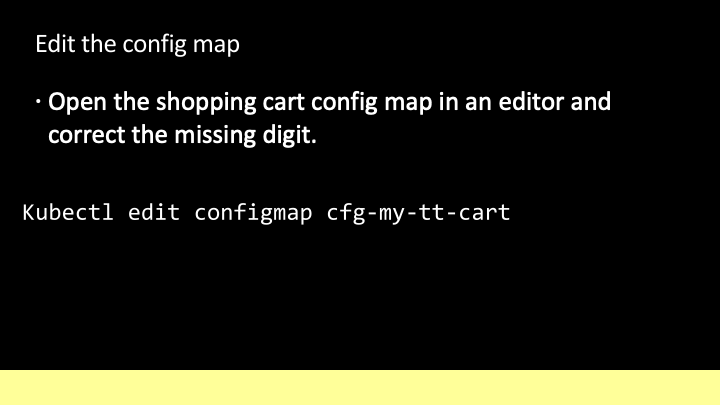 Edit the config map
· Open the shopping cart config map in an editor and
correct the missing digit.
Kubectl edit configmap cfg-my-tt-cart